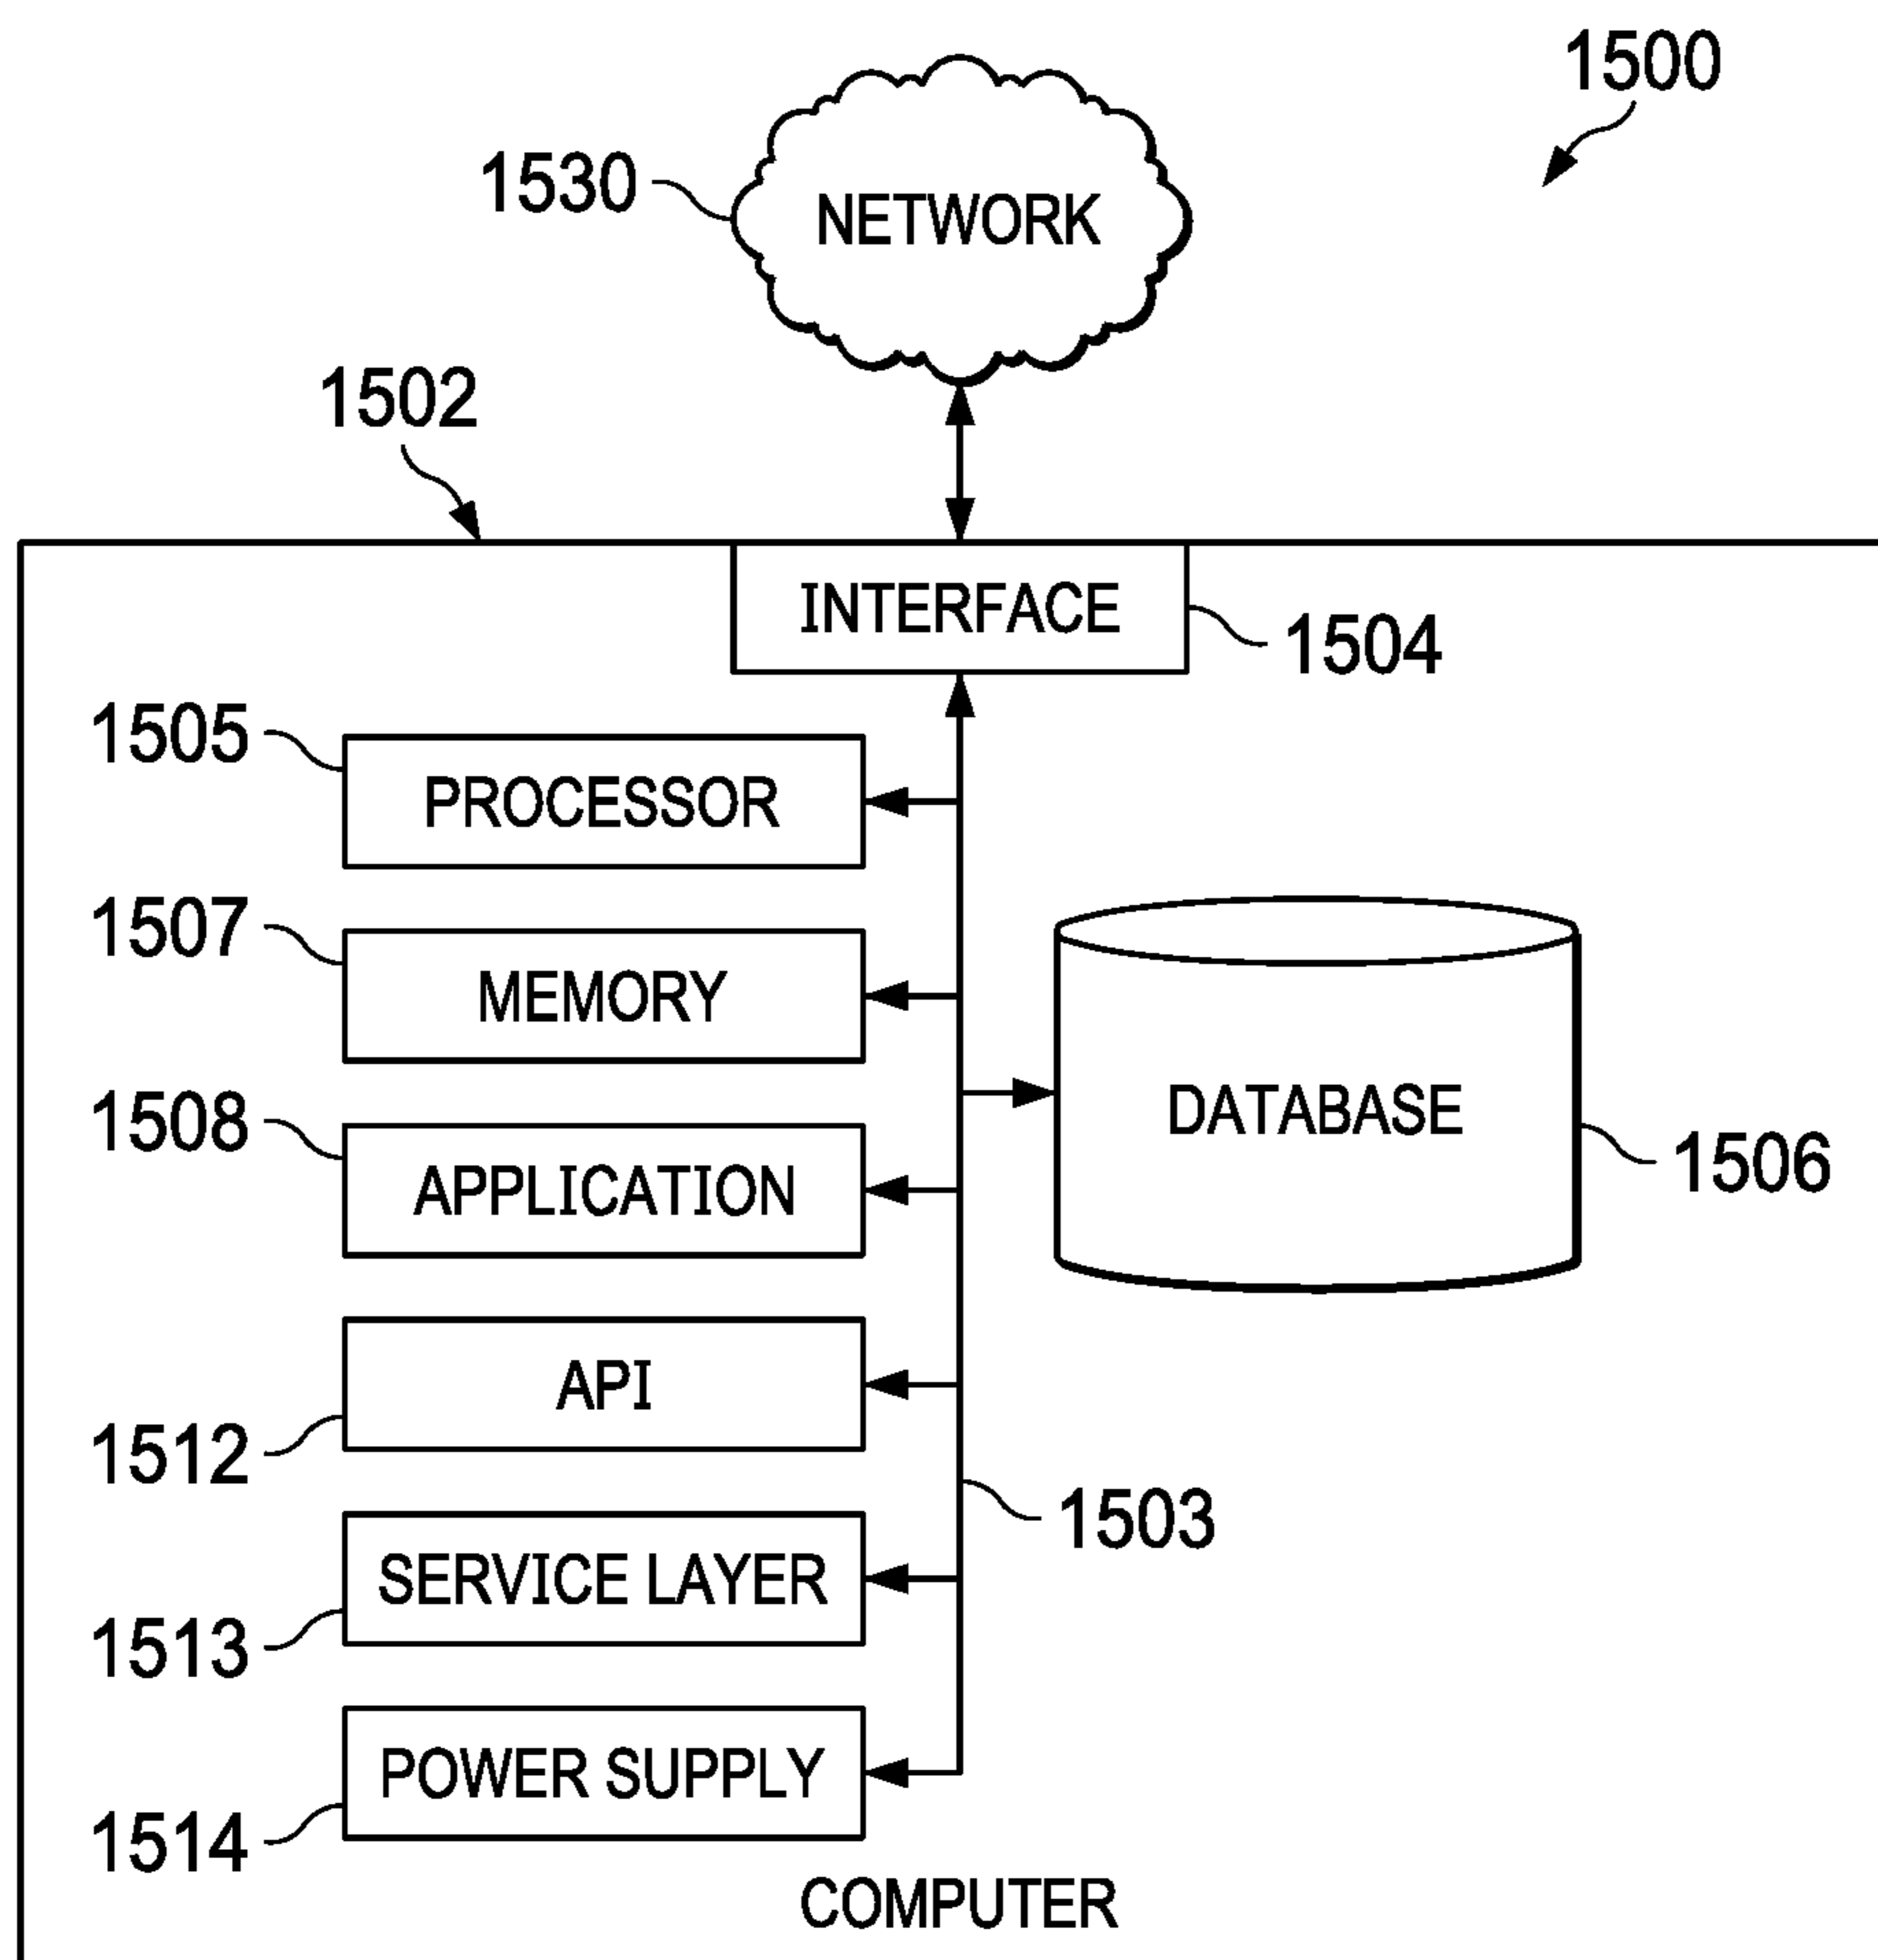 1500
1530
NETWORK
1502
INTERFACE
1504
1505
PROCESSOR
1507
MEMORY
1508
APPLICATION
DATABASE
1506
API
1512
1503
SERVICE LAYER
1513
POWER SUPPLY
1514
COMPUTER